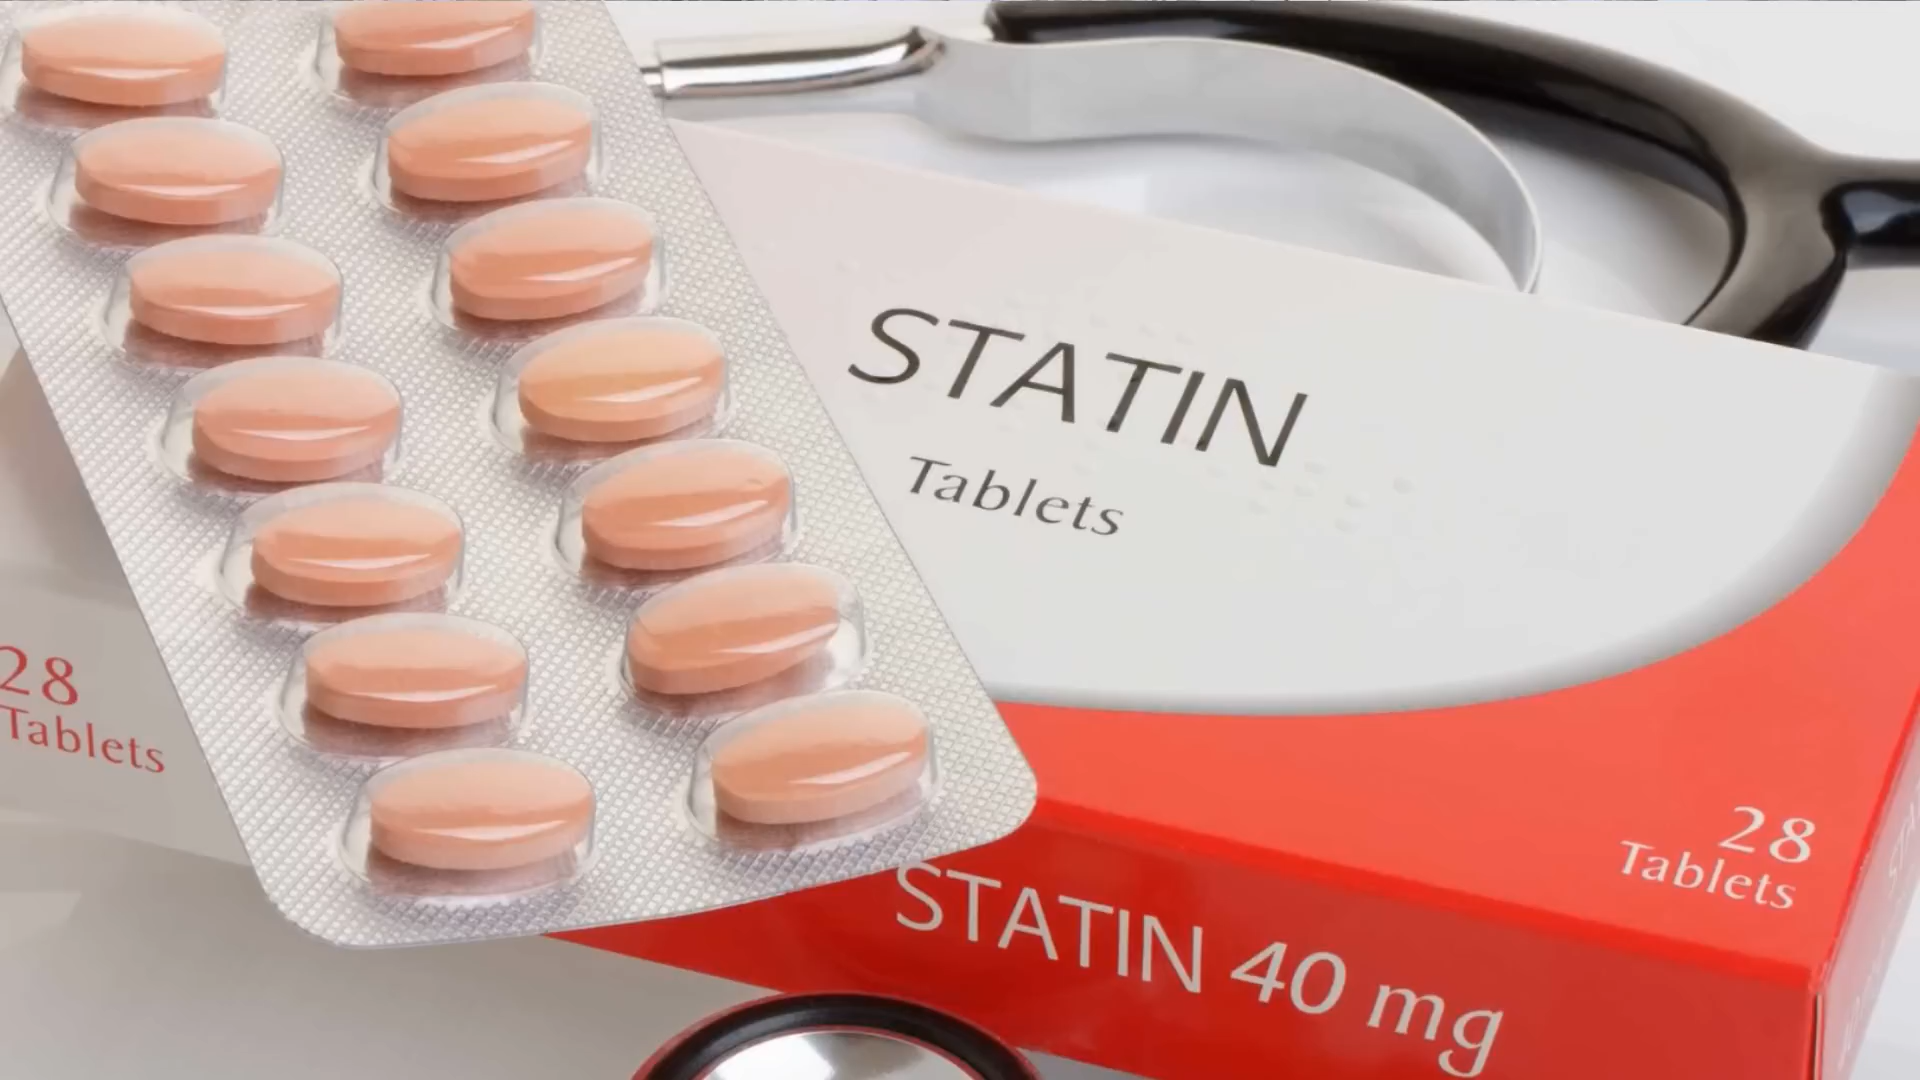 STATIN
Tablets
28
Tablets
28
Tablets
STATIN 40 mg